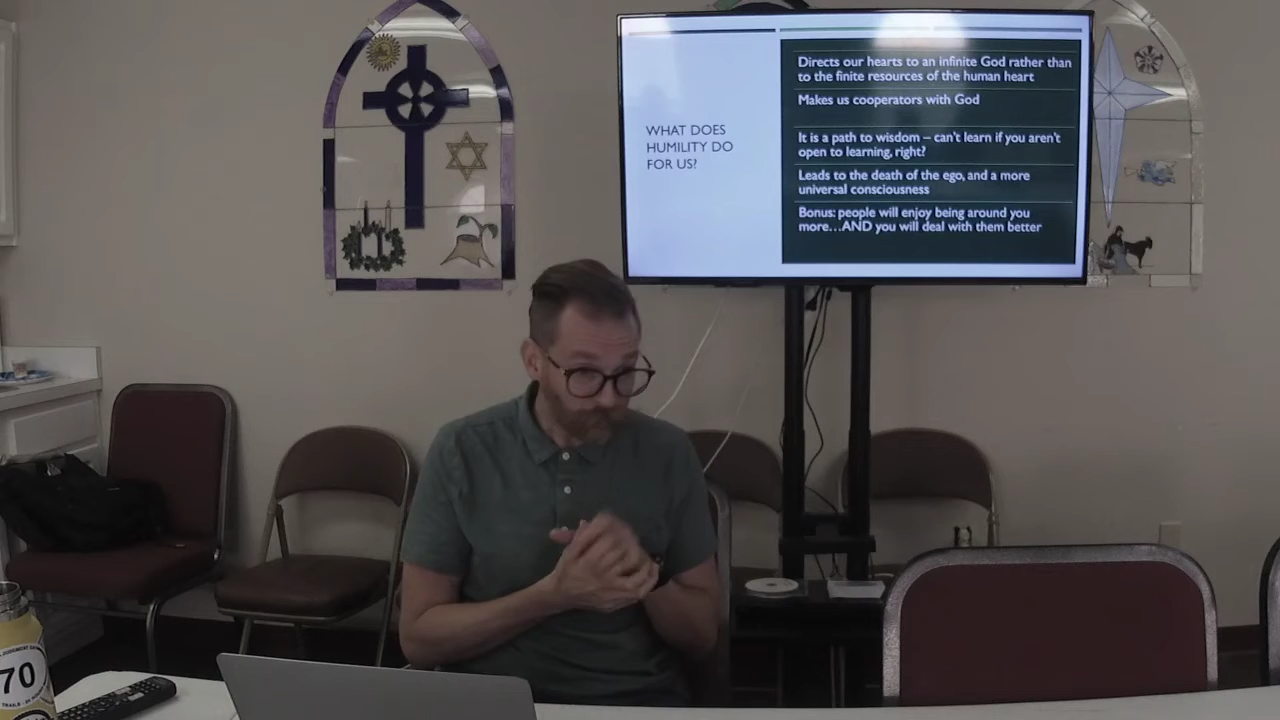 WHAT DOES
HUMILITY DO
FOR US?
Directs our hearts to an infinite God rather than
to the finite resources of the human heart
Makes us cooperators with God
It is a path to wisdom – can't learn if you aren't
open to learning, right?
Leads to the death of the ego, and a more
universal consciousness
Bonus: people will enjoy being around you
more...AND you will deal with them better
70